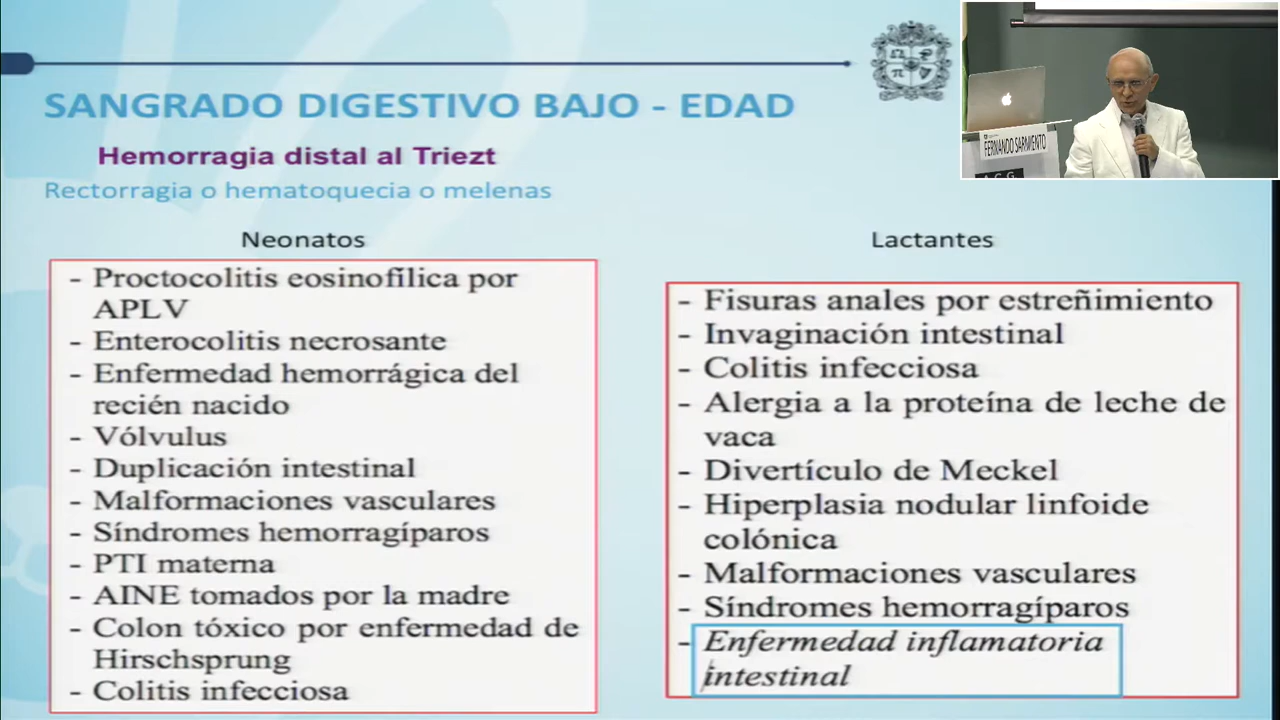 SANGRADO DIGESTIVO BAJO - EDAD
Hemorragia distal al Triezt
Rectorragia o hematoquecia o melenas
Neonatos
- Proctocolitis eosinofílica por
APLV
- Enterocolitis necrosante
- Enfermedad hemorrágica del
recién nacido
- Vólvulus
- Duplicación intestinal
- Malformaciones vasculares
- Síndromes hemorragíparos
- PTI materna
- AINE tomados por la madre
- Colon tóxico por enfermedad de
Hirschsprung
- Colitis infecciosa
Lactantes
- Fisuras anales por estreñimiento
- Invaginación intestinal
- Colitis infecciosa
- Alergia a la proteína de leche de
vaca
- Divertículo de Meckel
- Hiperplasia nodular linfoide
colónica
- Malformaciones vasculares
- Síndromes hemorragíparos
- Enfermedad inflamatoria
intestinal
FERNANDO SARMIENTO